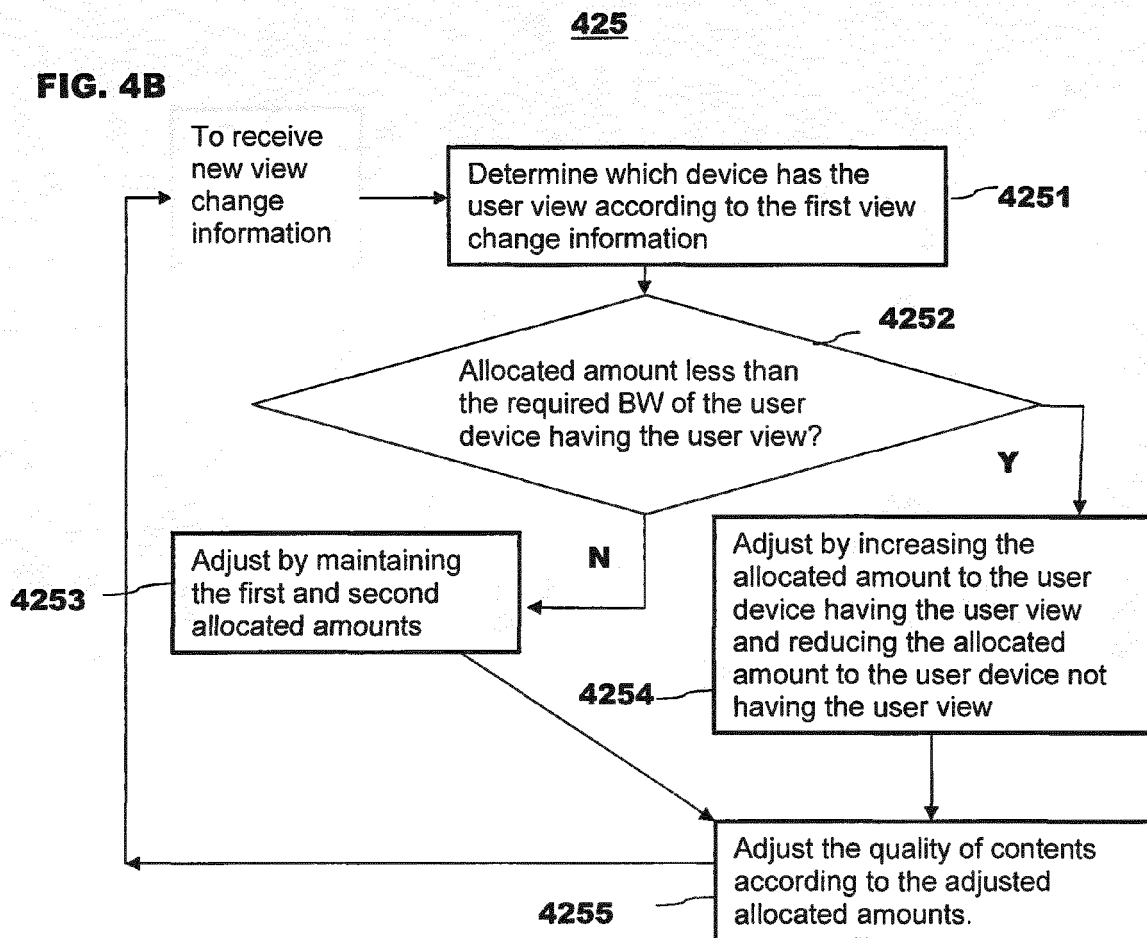 425
FIG. 4B
To receive
new view
change
information
Determine which device has the
user view according to the first view
change information
4251
4252
Allocated amount less than
the required BW of the user
device having the user view?
Y
N
Adjust by maintaining
the first and second
allocated amounts
4253
Adjust by increasing the
allocated amount to the user
device having the user view
and reducing the allocated
amount to the user device not
having the user view
4254
Adjust the quality of contents
according to the adjusted
allocated amounts.
4255